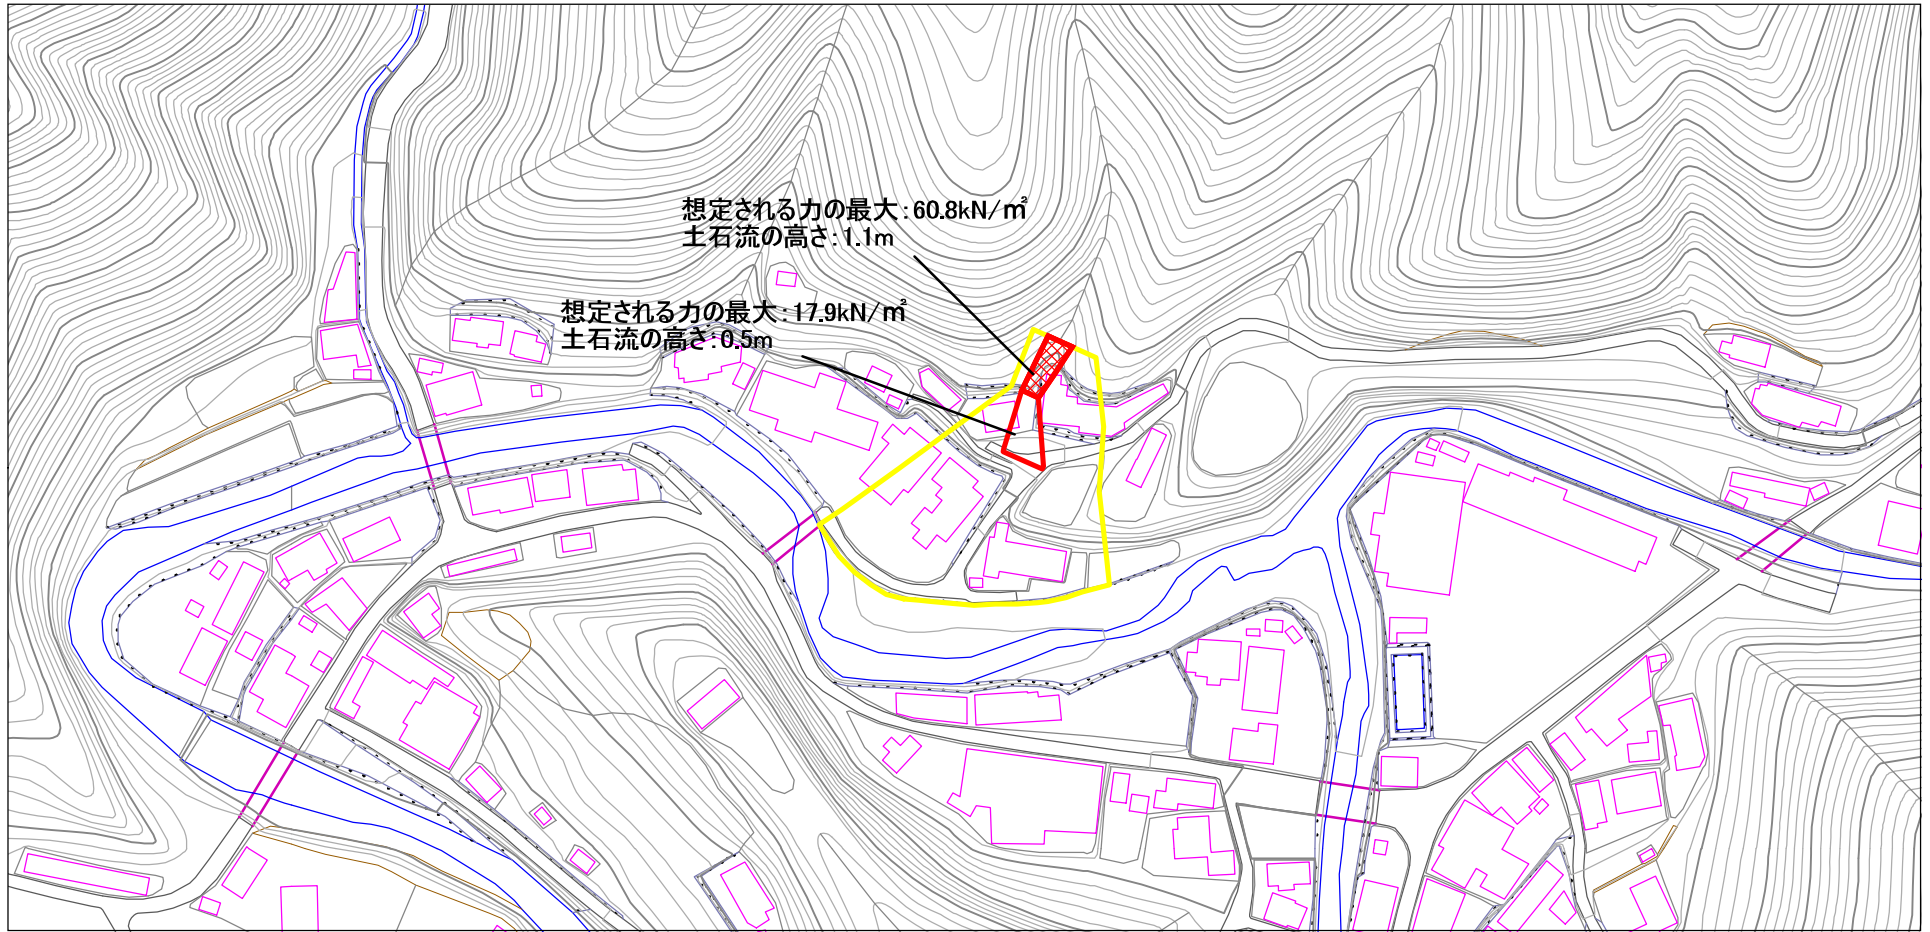 想定される力の最大:60.8kN/㎡
土石流の高さ:1.1m
想定される力の最大:17.9kN/㎡
土石流の高さ:0.5m